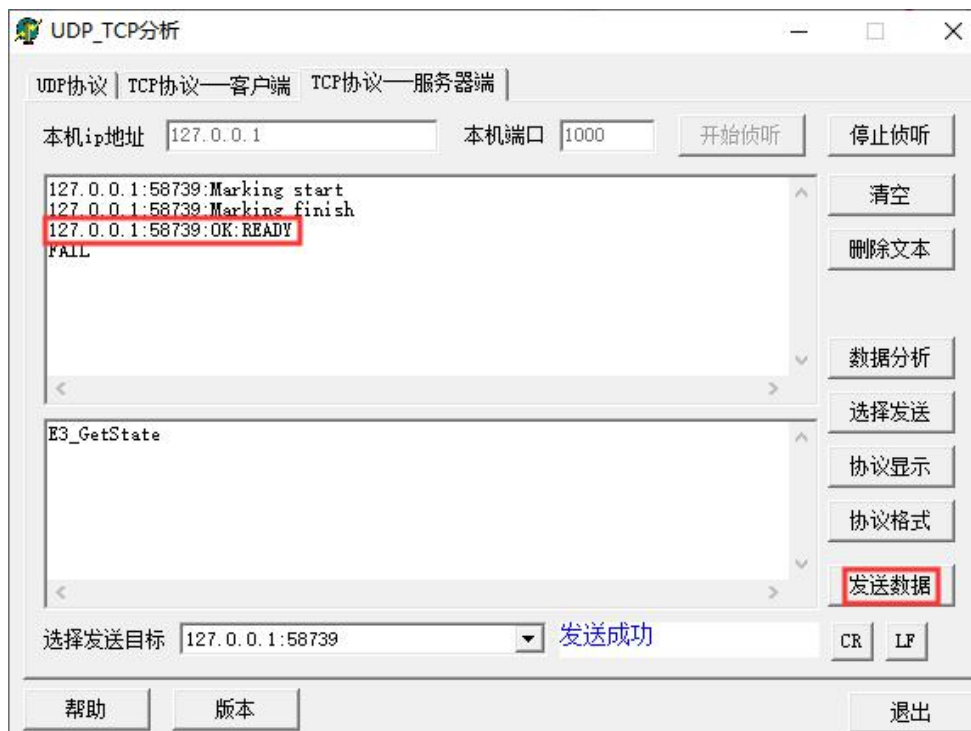 UDP_TCP分析
UDP协议 TCP协议——客户端 TCP协议——服务器端
本机ip地址 127.0.0.1 本机端口 1000 开始侦听 停止侦听
127.0.0.1:58739:Marking start
127.0.0.1:58739:Marking finish
127.0.0.1:58739:OK:READY
FAIL
清空
删除文本
数据分析
选择发送
E3_GetState
协议显示
协议格式
发送数据
选择发送目标 127.0.0.1:58739 发送成功 CR LF
帮助 版本 退出